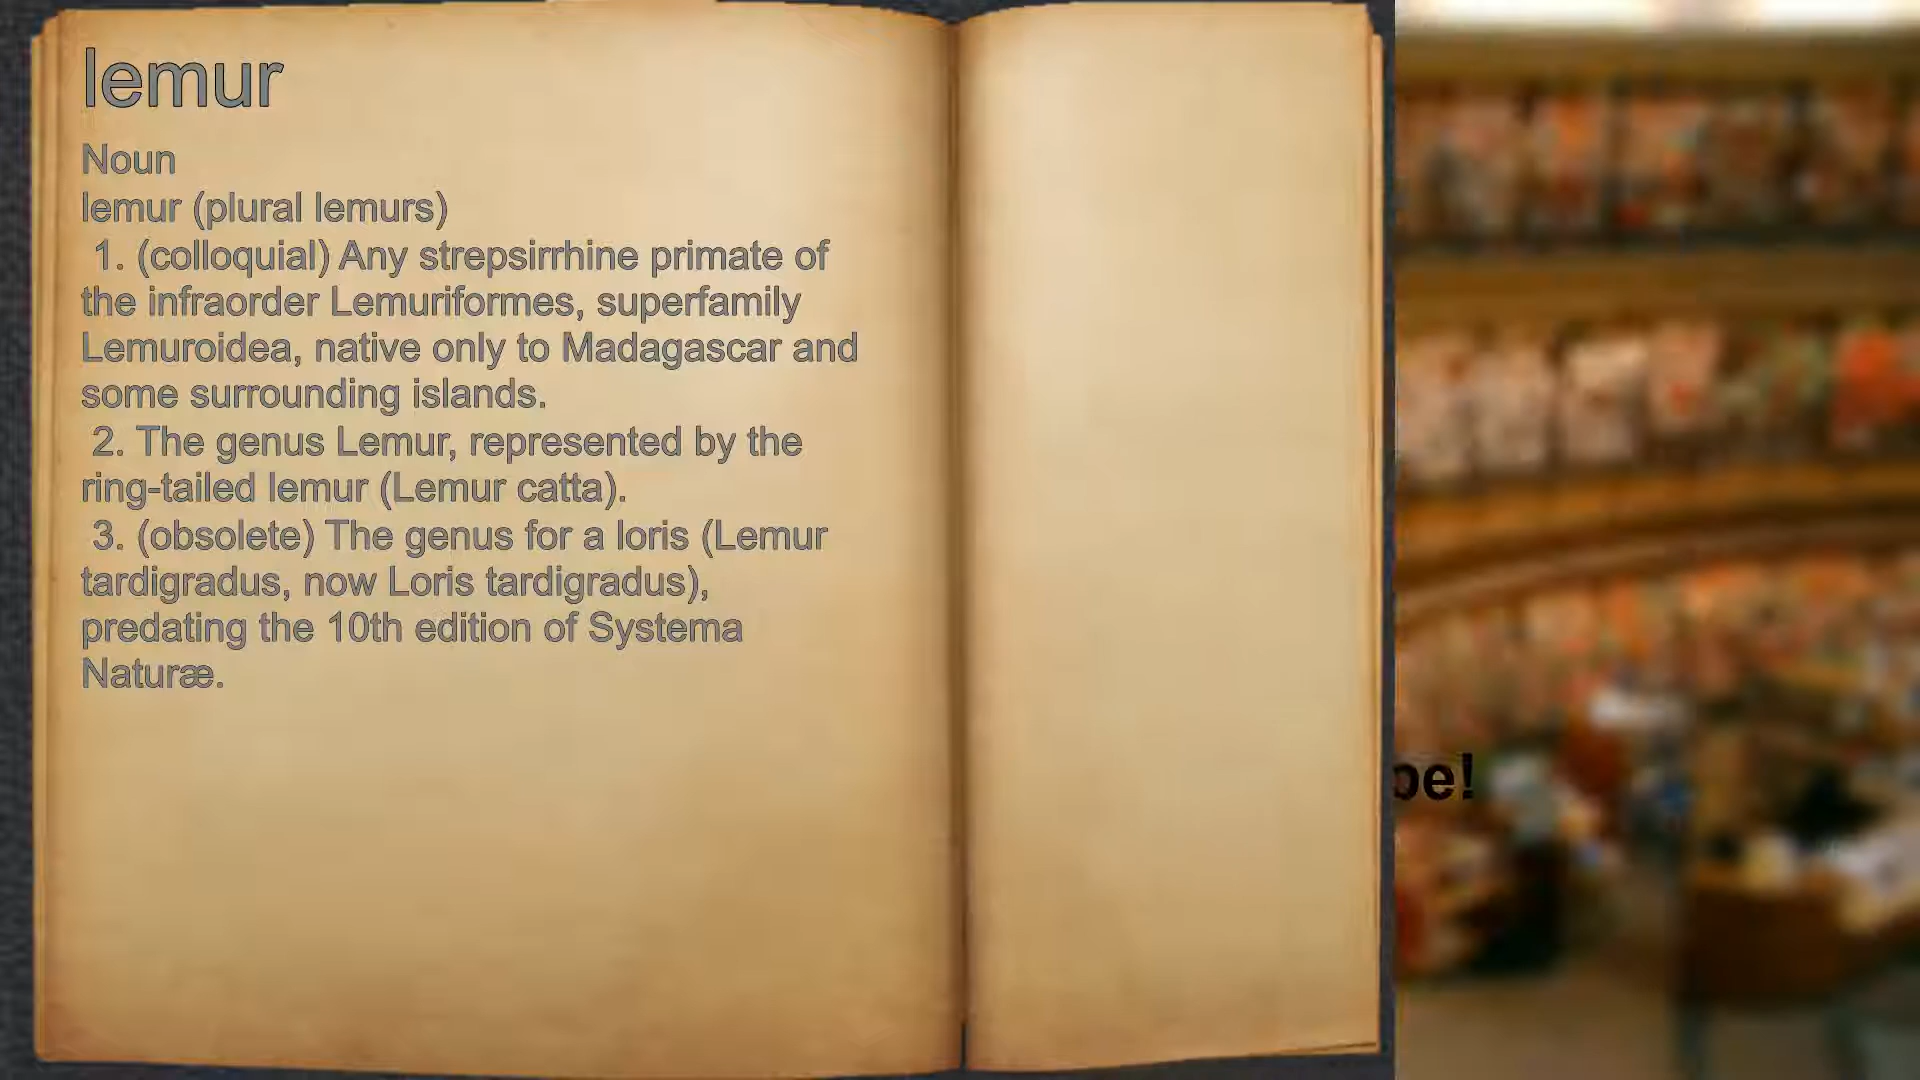 lemur
Noun
lemur (plural lemurs)
1. (colloquial) Any strepsirrhine primate of
the infraorder Lemuriformes, superfamily
Lemuroidea, native only to Madagascar and
some surrounding islands.
2. The genus Lemur, represented by the
ring-tailed lemur (Lemur catta).
3. (obsolete) The genus for a loris (Lemur
tardigradus, now Loris tardigradus),
predating the 10th edition of Systema
Naturæ.
be!